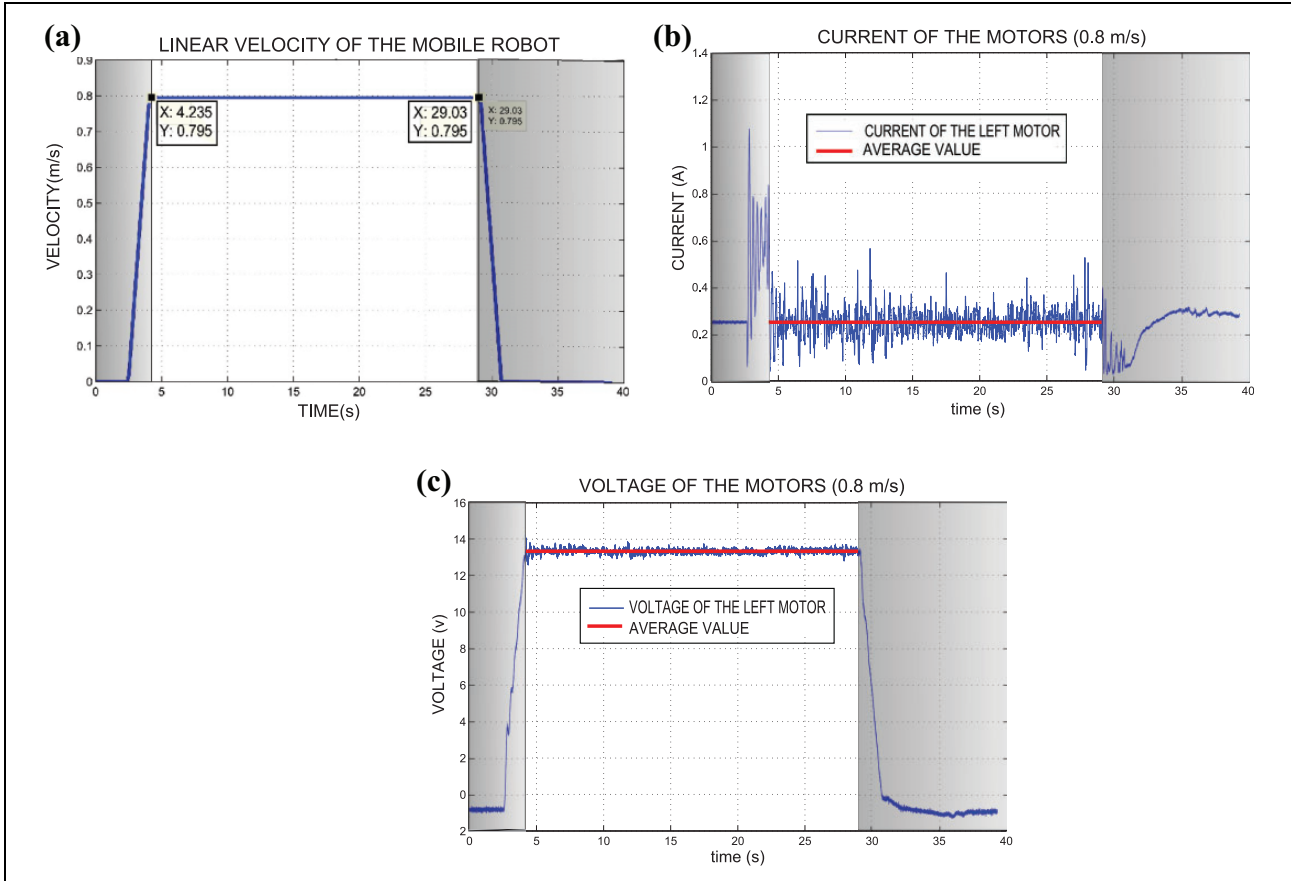 (a)
LINEAR VELOCITY OF THE MOBILE ROBOT
0.9
0.8
0.7
0.6
0.5
0.4
0.3
0.2
0.1
0
VELOCITY(m/s)
X: 4.235
Y: 0.795
X: 29.03
Y: 0.795
X: 29.03
Y: 0.795
0 5 10 15 20 25 30 35 40
TIME(s)
(b)
CURRENT OF THE MOTORS (0.8 m/s)
1.4
1.2
1
0.8
0.6
0.4
0.2
0
CURRENT (A)
CURRENT OF THE LEFT MOTOR
AVERAGE VALUE
0 5 10 15 20 25 30 35 40
time (s)
(c)
VOLTAGE OF THE MOTORS (0.8 m/s)
16
14
12
10
8
6
4
2
0
2
VOLTAGE (v)
VOLTAGE OF THE LEFT MOTOR
AVERAGE VALUE
0 5 10 15 20 25 30 35 40
time (s)